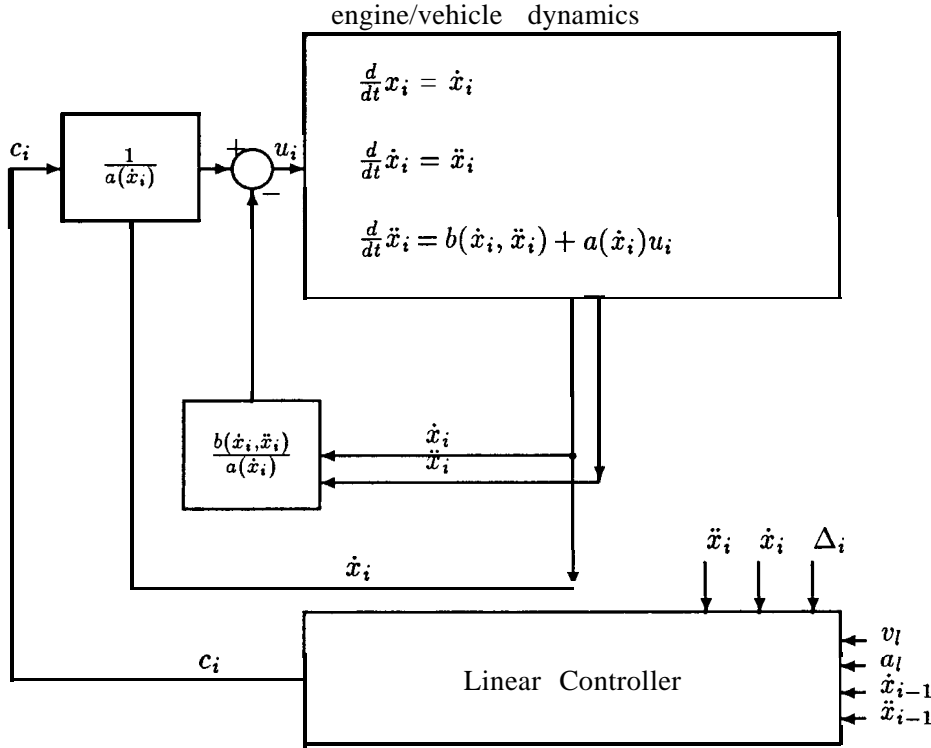 engine/vehicle dynamics
d/dt x_i = ẋ_i
c_i
1/a(ẋ_i)
+
u_i
−
d/dt ẋ_i = ẍ_i
d/dt ẍ_i = b(ẋ_i, ẍ_i) + a(ẋ_i)u_i
b(ẋ_i,ẍ_i)/a(ẋ_i)
ẋ_i
ẍ_i
ẋ_i
ẍ_i ẋ_i Δ_i
c_i
Linear Controller
v_l
a_l
ẋ_{i−1}
ẍ_{i−1}